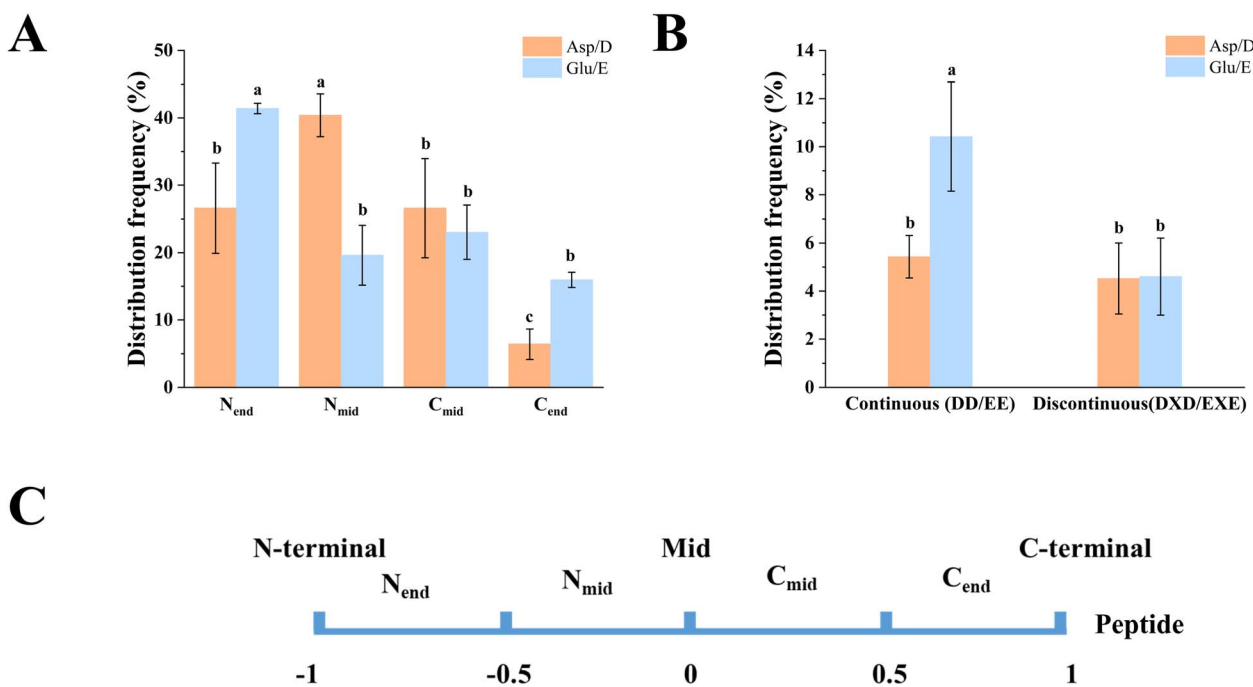 A
Distribution frequency (%)
50
40
30
20
10
0
Asp/D
Glu/E
b
a
a
b
b
b
c
b
Nend
Nmid
Cmid
Cend
B
Distribution frequency (%)
14
12
10
8
6
4
2
0
Asp/D
Glu/E
b
a
b
b
Continuous (DD/EE)
Discontinuous(DXD/EXE)
C
N-terminal
Mid
C-terminal
Nend
Nmid
Cmid
Cend
Peptide
-1
-0.5
0
0.5
1